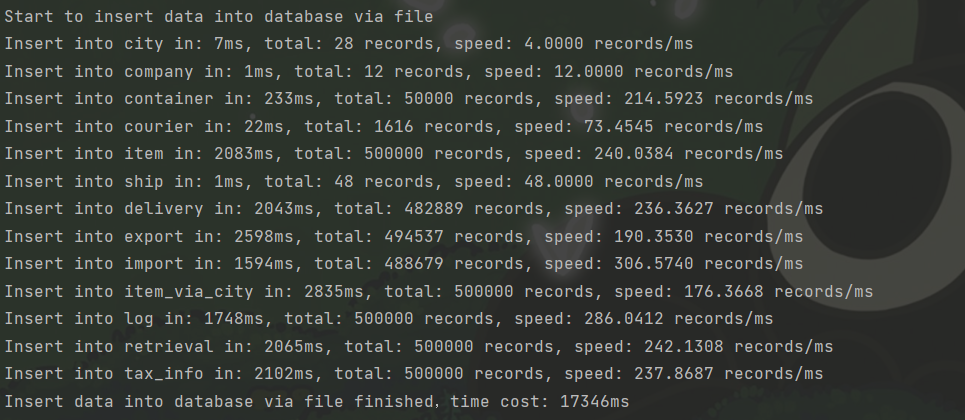 Start to insert data into database via file
Insert into city in: 7ms, total: 28 records, speed: 4.0000 records/ms
Insert into company in: 1ms, total: 12 records, speed: 12.0000 records/ms
Insert into container in: 233ms, total: 50000 records, speed: 214.5923 records/ms
Insert into courier in: 22ms, total: 1616 records, speed: 73.4545 records/ms
Insert into item in: 2083ms, total: 500000 records, speed: 240.0384 records/ms
Insert into ship in: 1ms, total: 48 records, speed: 48.0000 records/ms
Insert into delivery in: 2043ms, total: 482889 records, speed: 236.3627 records/ms
Insert into export in: 2598ms, total: 494537 records, speed: 190.3530 records/ms
Insert into import in: 1594ms, total: 488679 records, speed: 306.5740 records/ms
Insert into item_via_city in: 2835ms, total: 500000 records, speed: 176.3668 records/ms
Insert into log in: 1748ms, total: 500000 records, speed: 286.0412 records/ms
Insert into retrieval in: 2065ms, total: 500000 records, speed: 242.1308 records/ms
Insert into tax_info in: 2102ms, total: 500000 records, speed: 237.8687 records/ms
Insert data into database via file finished, time cost: 17346ms